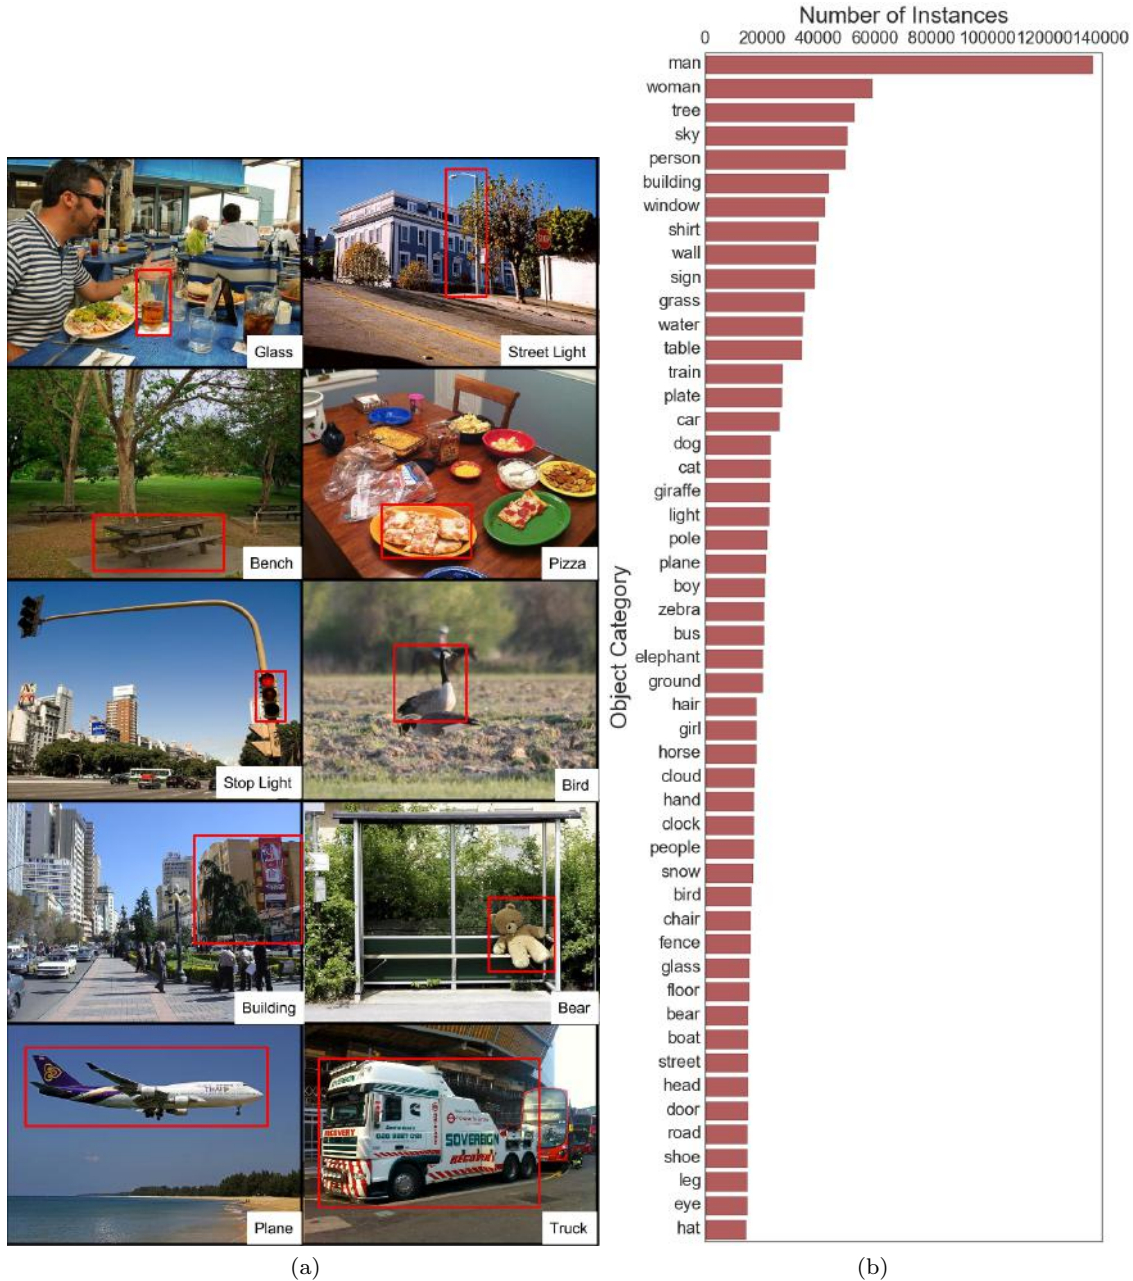 Glass
Street Light
Bench
Pizza
Stop Light
Bird
Building
Bear
THAI
Plane
RECOVERY
SOVEREIGN
RECOVERY
Truck
(a)
Number of Instances
0 20000 40000 60000 80000 100000 120000 140000
Object Category
man
woman
tree
sky
person
building
window
shirt
wall
sign
grass
water
table
train
plate
car
dog
cat
giraffe
light
pole
plane
boy
zebra
bus
elephant
ground
hair
girl
horse
cloud
hand
clock
people
snow
bird
chair
fence
glass
floor
bear
boat
street
head
door
road
shoe
leg
eye
hat
(b)